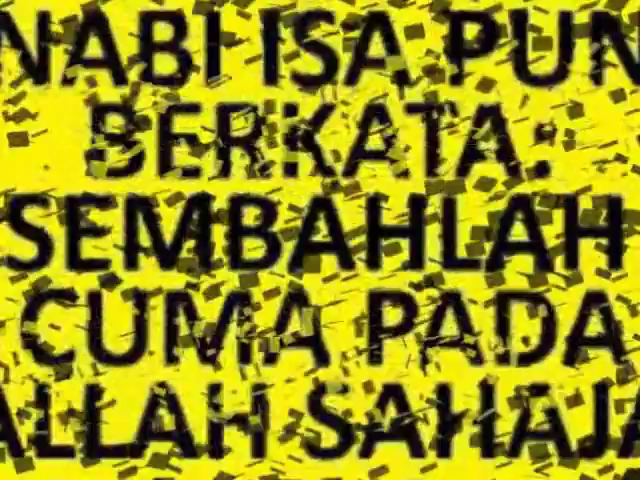 NABI ISA PUN
BERKATA:
SEMBAHLAH
CUMA PADA
ALLAH SAHAJA